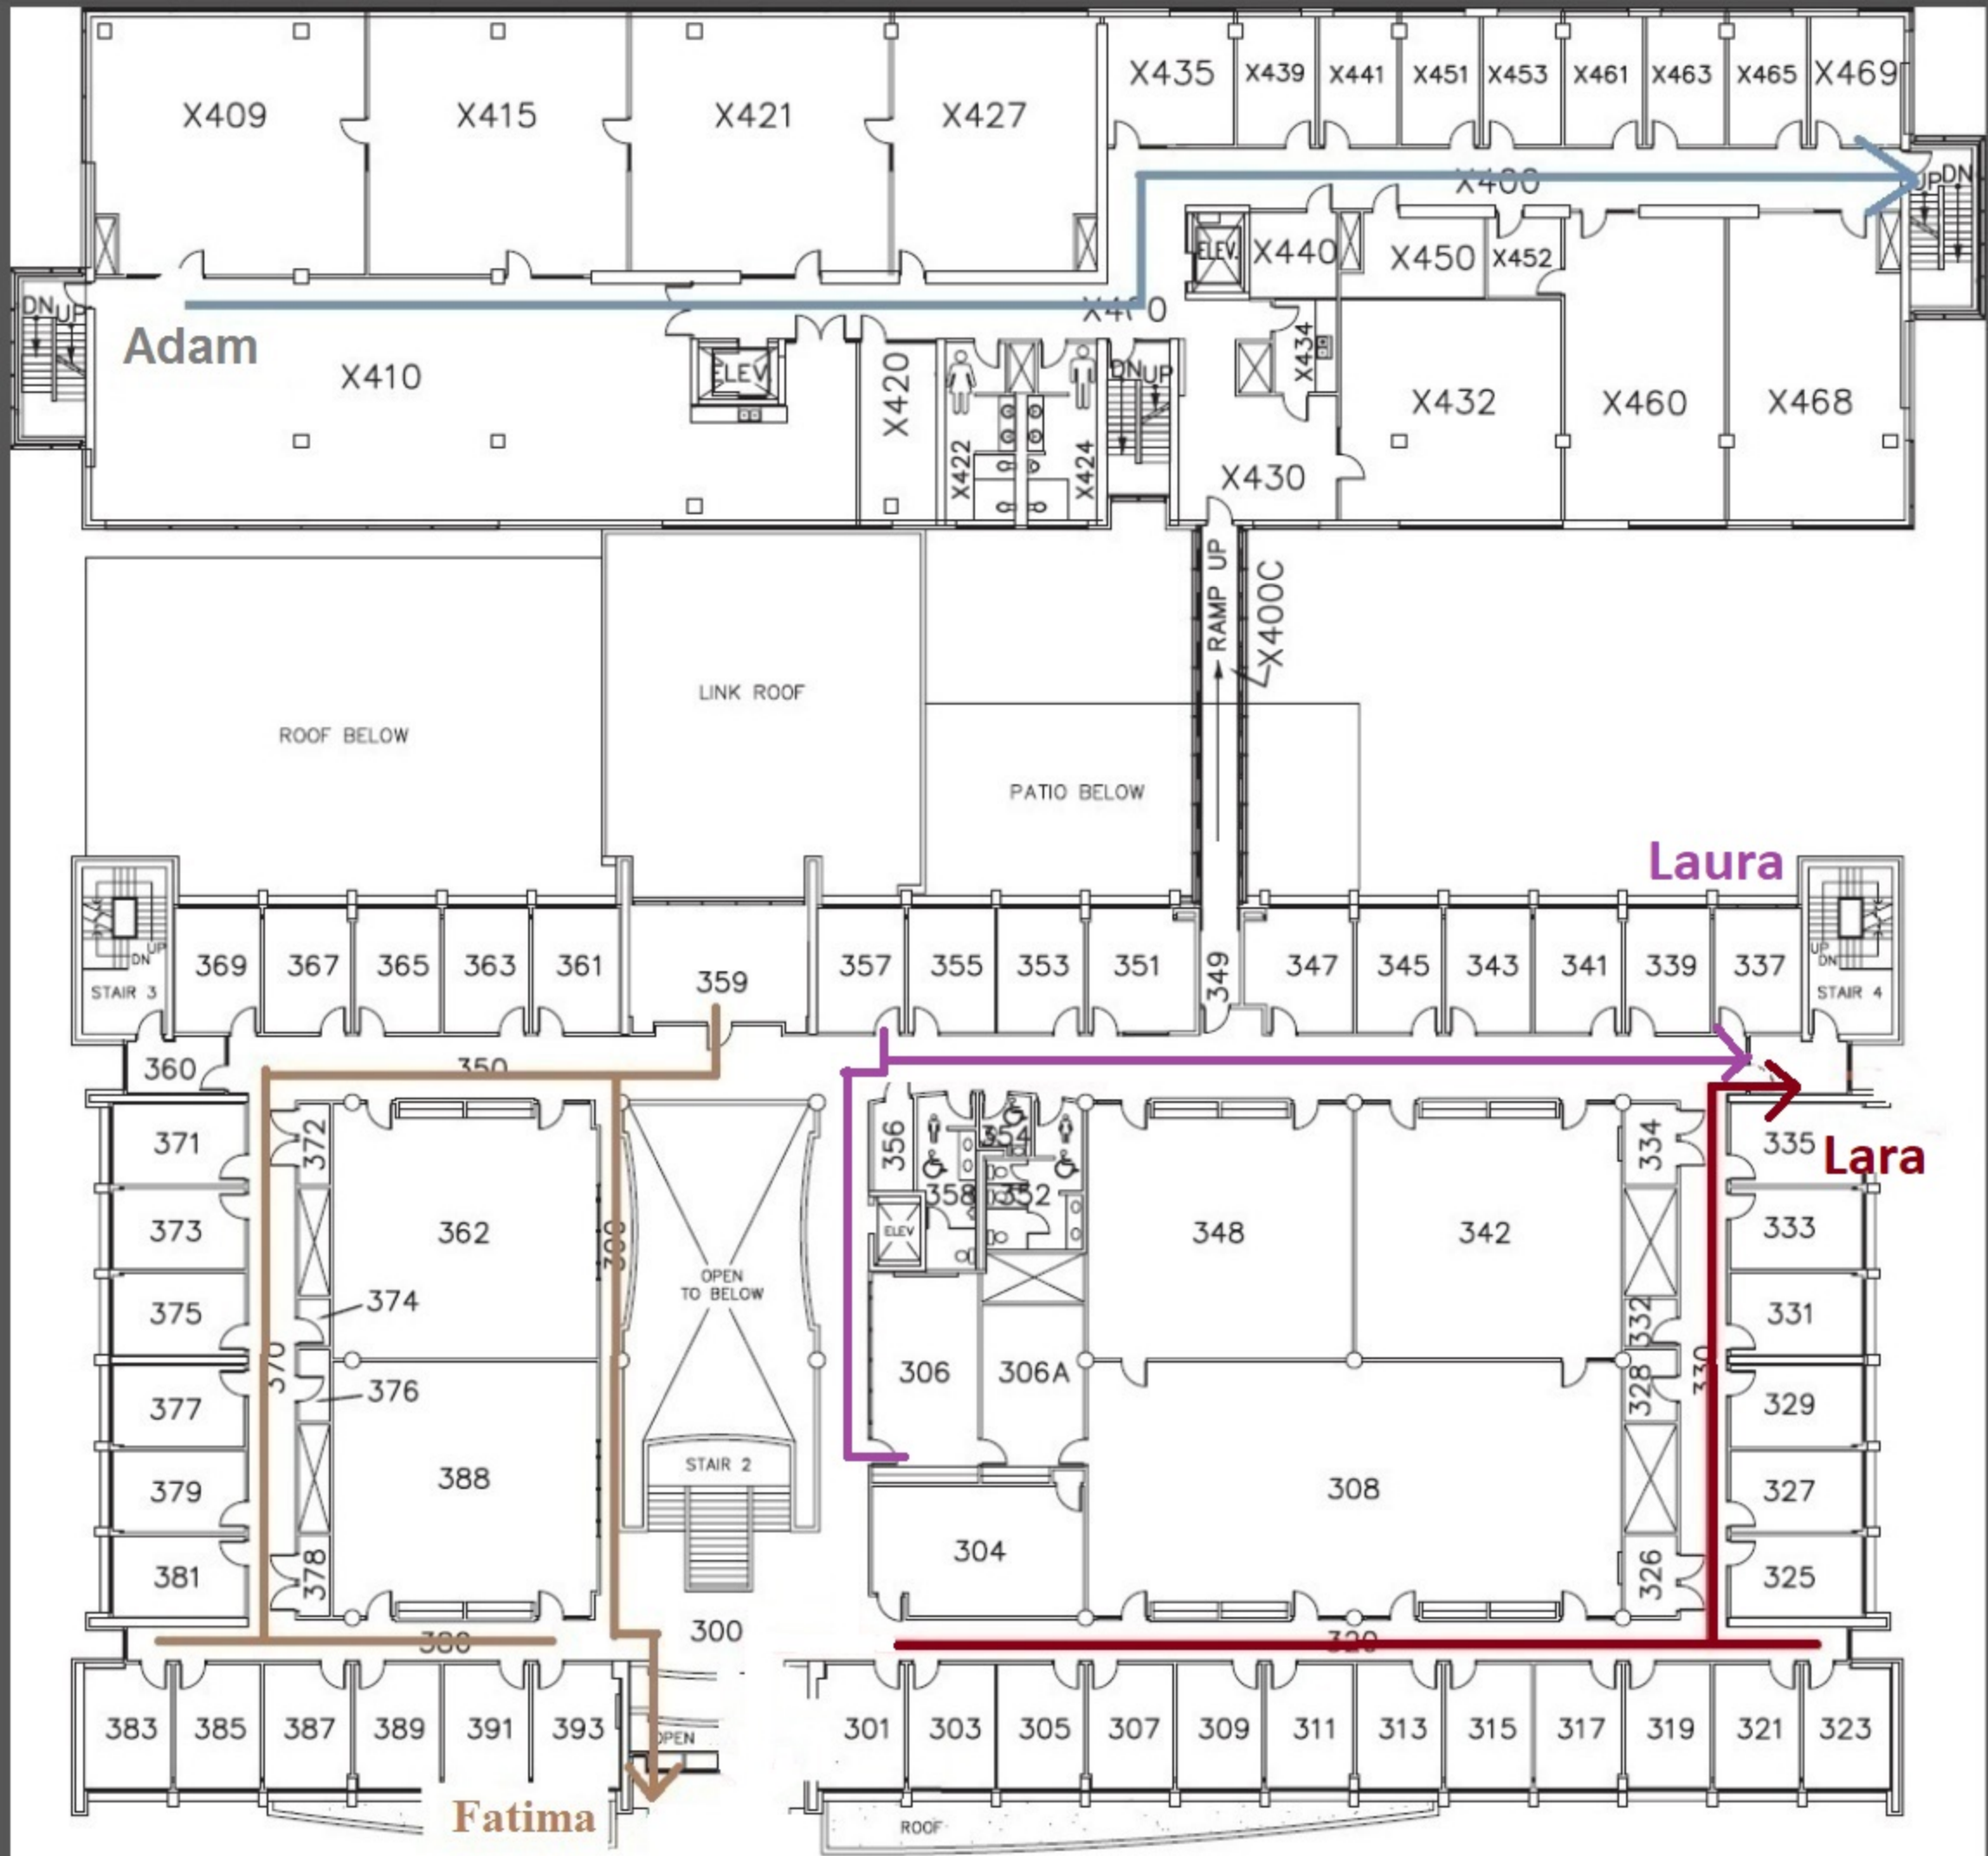 X409 X415 X421 X427 X435 X439 X441 X451 X453 X461 X463 X465 X469
X400
UP DN
ELEV. X440 X450 X452
DN UP
Adam
X400
X410 ELEV. X420 X434 X432 X460 X468
DN UP
X422 X424 X430
RAMP UP
X400C
LINK ROOF
ROOF BELOW
PATIO BELOW
Laura
UP
DN
STAIR 3
369 367 365 363 361 359 357 355 353 351 349 347 345 343 341 339 337
UP
DN
STAIR 4
360 350
371 372 356 354 334 335 Lara
373 362 300 358 352 348 342 333
ELEV
OPEN
TO BELOW
375 374 332 331
370 376 306 306A 328 330
377 329
379 388 STAIR 2 308 327
381 378 304 326 325
380 300 320
383 385 387 389 391 393 OPEN 301 303 305 307 309 311 313 315 317 319 321 323
Fatima
ROOF